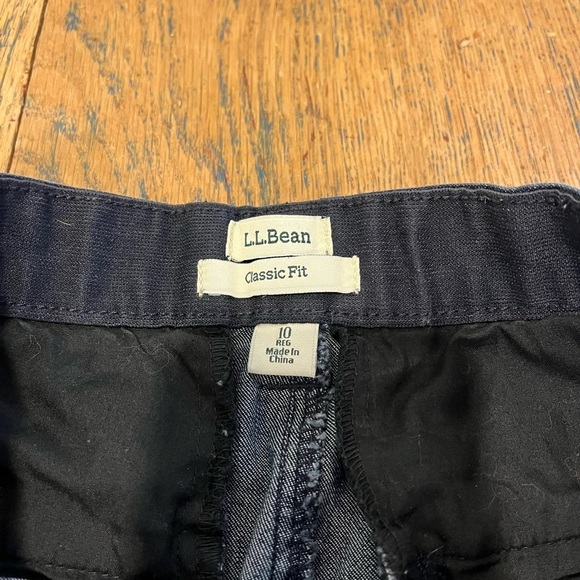 L.L.Bean
Classic Fit
10
REG
Made In
China